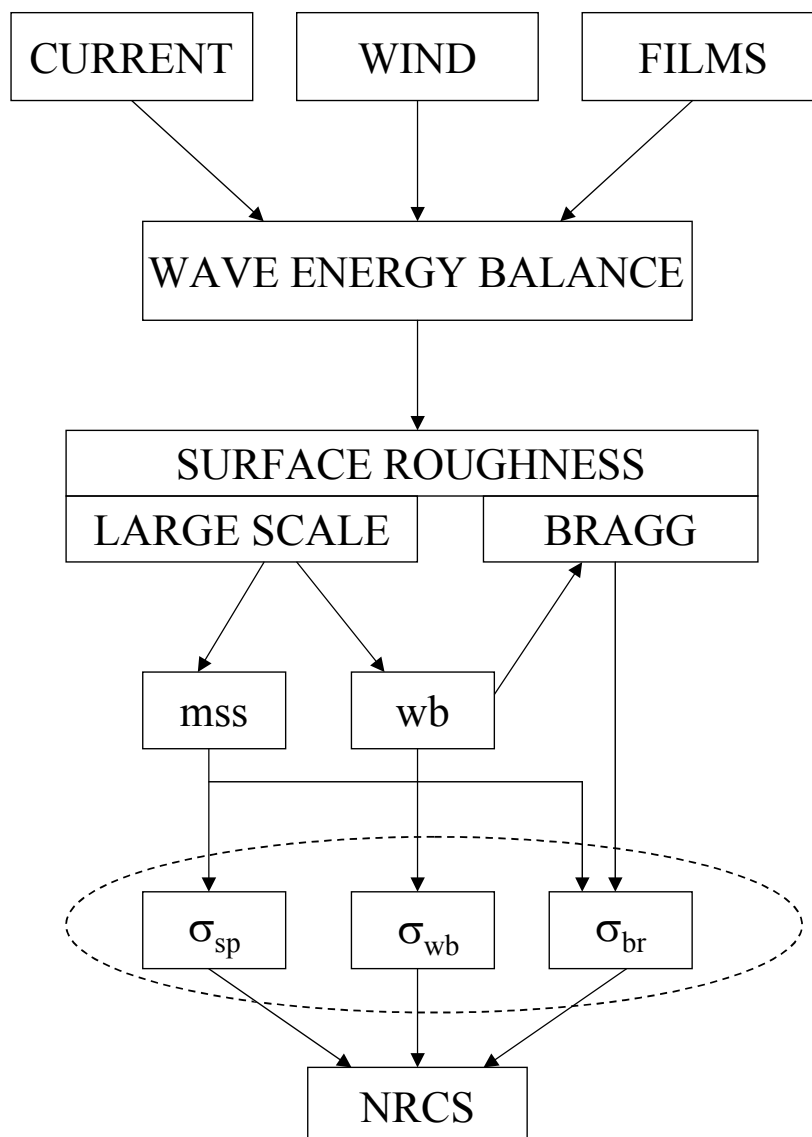 CURRENT
WIND
FILMS
WAVE ENERGY BALANCE
SURFACE ROUGHNESS
LARGE SCALE
BRAGG
mss
wb
σsp
σwb
σbr
NRCS